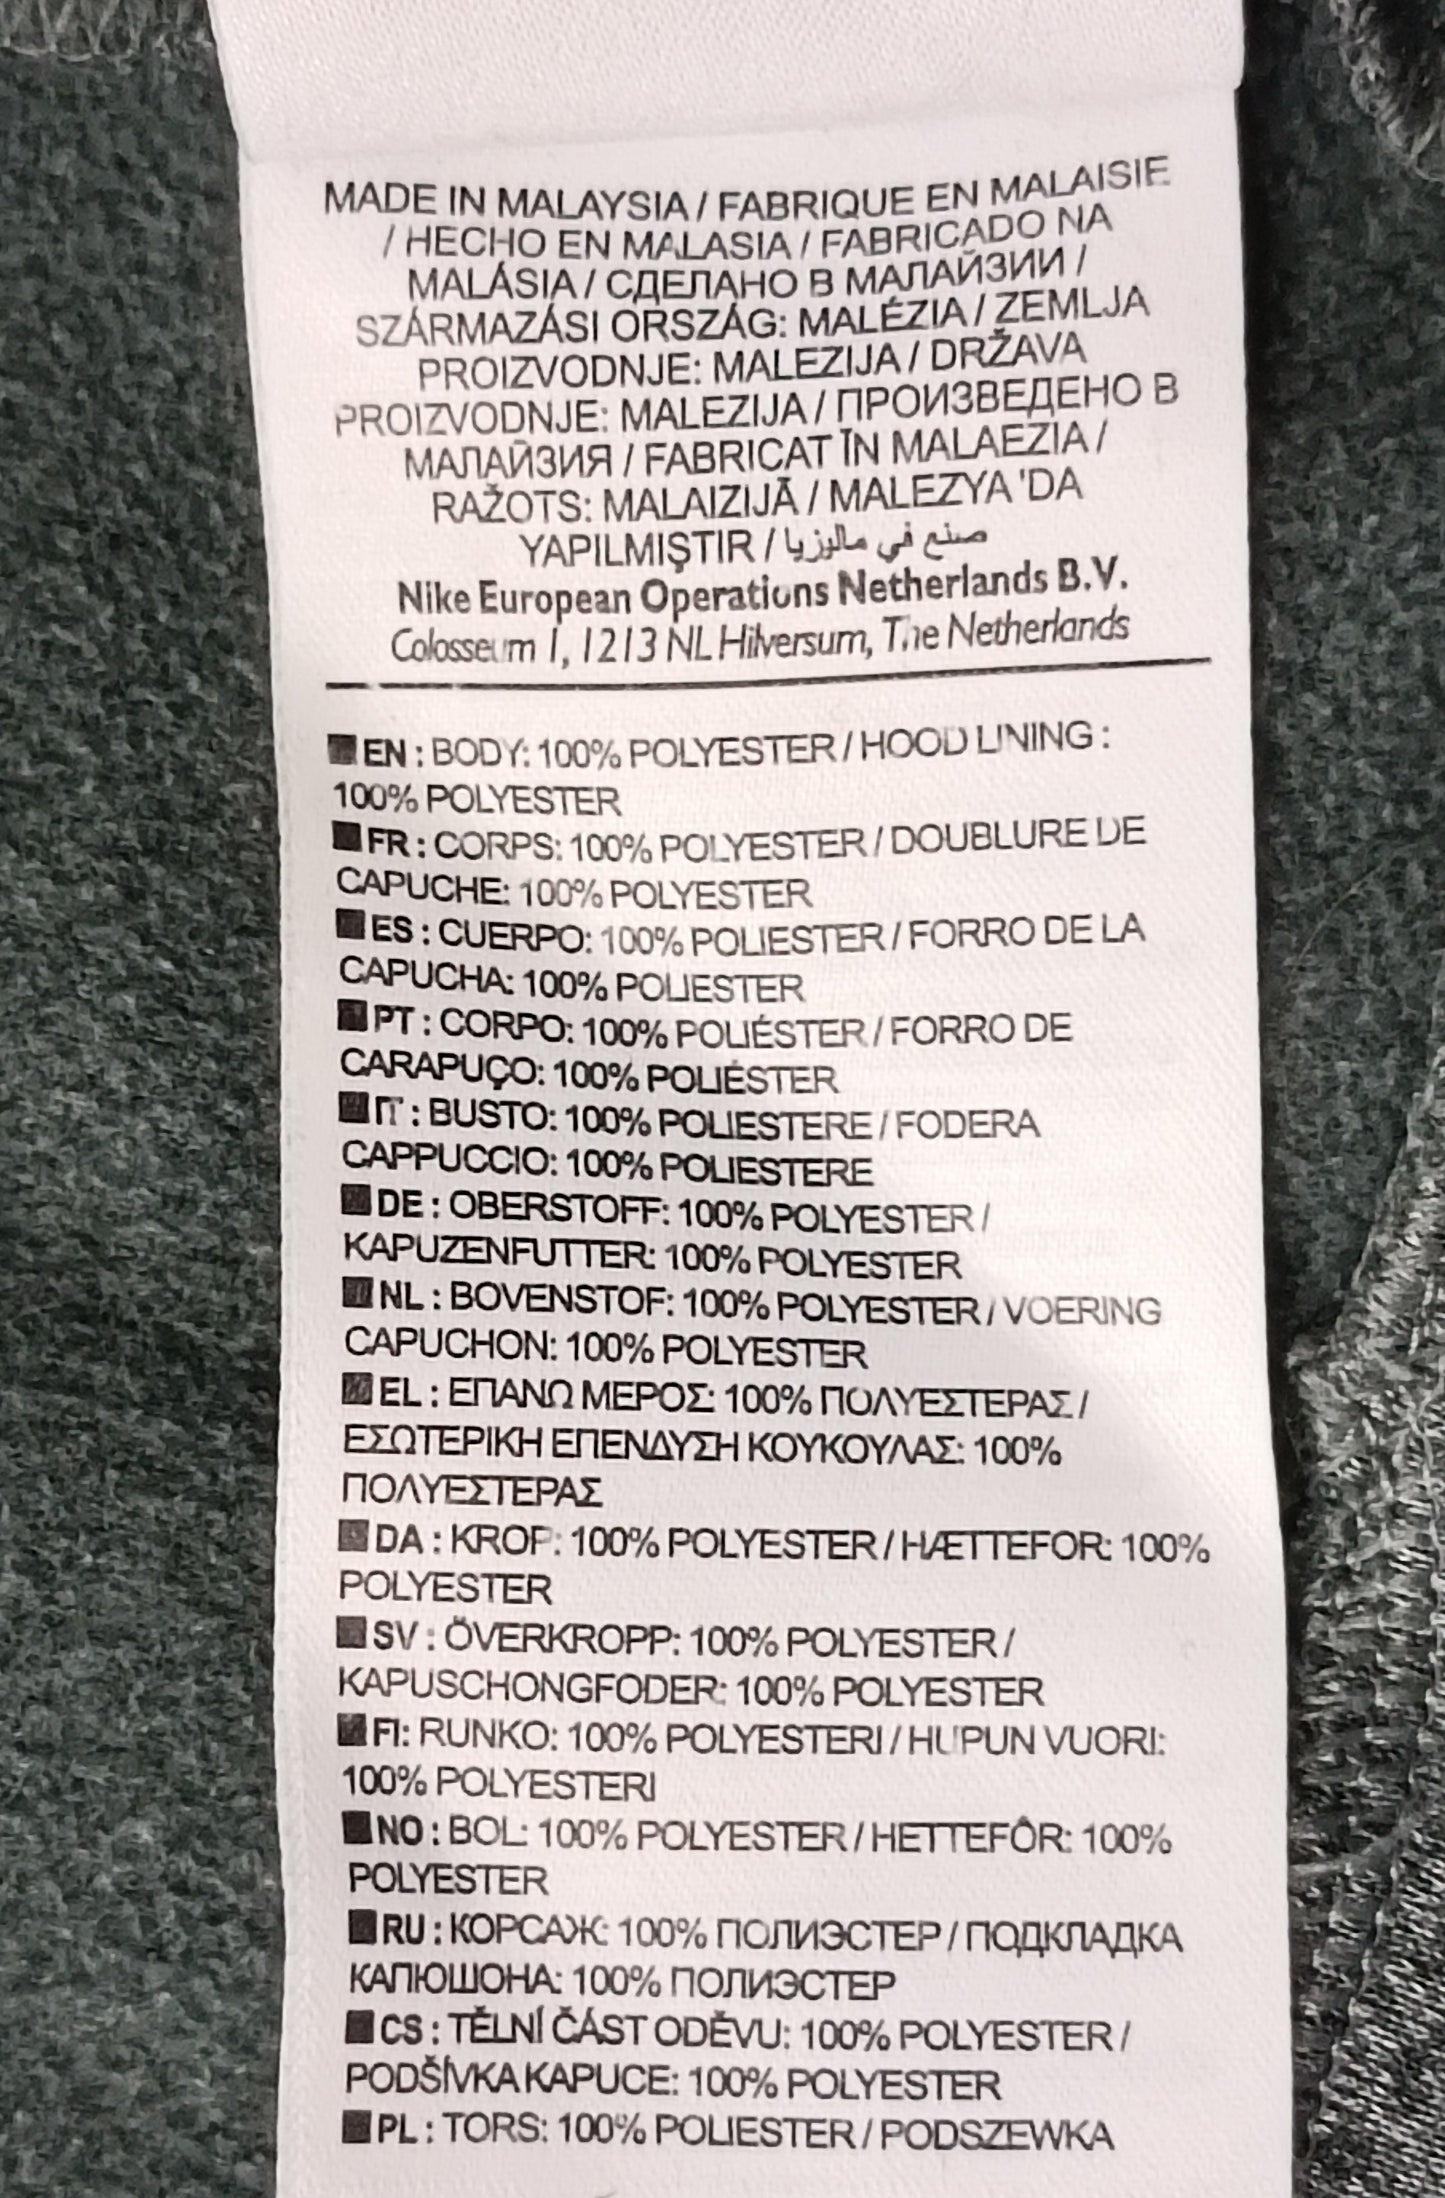 MADE IN MALAYSIA / FABRIQUE EN MALAISIE
/ HECHO EN MALASIA / FABRICADO NA
MALÁSIA / СДЕЛАНО В МАЛАЙЗИИ /
SZÁRMAZÁSI ORSZÁG: MALÉZIA / ZEMLJA
PROIZVODNJE: MALEZIJA / DRŽAVA
PROIZVODNJE: MALEZIJA / ПРОИЗВЕДЕНО В
МАЛАЙЗИЯ / FABRICAT ÎN MALAEZIA /
RAŽOTS: MALAIZIJĀ / MALEZYA 'DA
YAPILMIŞTIR / صنع في ماليزيا
Nike European Operations Netherlands B.V.
Colosseum 1, 1213 NL Hilversum, The Netherlands
EN : BODY: 100% POLYESTER / HOOD LINING :
100% POLYESTER
FR : CORPS: 100% POLYESTER / DOUBLURE DE
CAPUCHE: 100% POLYESTER
ES : CUERPO: 100% POLIESTER / FORRO DE LA
CAPUCHA: 100% POLIESTER
PT : CORPO: 100% POLIÉSTER / FORRO DE
CARAPUÇO: 100% POLIÉSTER
IT : BUSTO: 100% POLIESTERE / FODERA
CAPPUCCIO: 100% POLIESTERE
DE : OBERSTOFF: 100% POLYESTER /
KAPUZENFUTTER: 100% POLYESTER
NL : BOVENSTOF: 100% POLYESTER / VOERING
CAPUCHON: 100% POLYESTER
EL : ΕΠΑΝΩ ΜΕΡΟΣ: 100% ΠΟΛΥΕΣΤΕΡΑΣ /
ΕΣΩΤΕΡΙΚΗ ΕΠΕΝΔΥΣΗ ΚΟΥΚΟΥΛΑΣ: 100%
ΠΟΛΥΕΣΤΕΡΑΣ
DA : KROP: 100% POLYESTER / HÆTTEFOR: 100%
POLYESTER
SV : ÖVERKROPP: 100% POLYESTER /
KAPUSCHONGFODER: 100% POLYESTER
FI: RUNKO: 100% POLYESTERI / HUPUN VUORI:
100% POLYESTERI
NO : BOL: 100% POLYESTER / HETTEFÔR: 100%
POLYESTER
RU : КОРСАЖ: 100% ПОЛИЭСТЕР / ПОДКЛАДКА
КАПЮШОНА: 100% ПОЛИЭСТЕР
CS : TĚLNÍ ČÁST ODĚVU: 100% POLYESTER /
PODŠÍVKA KAPUCE: 100% POLYESTER
PL : TORS: 100% POLIESTER / PODSZEWKA